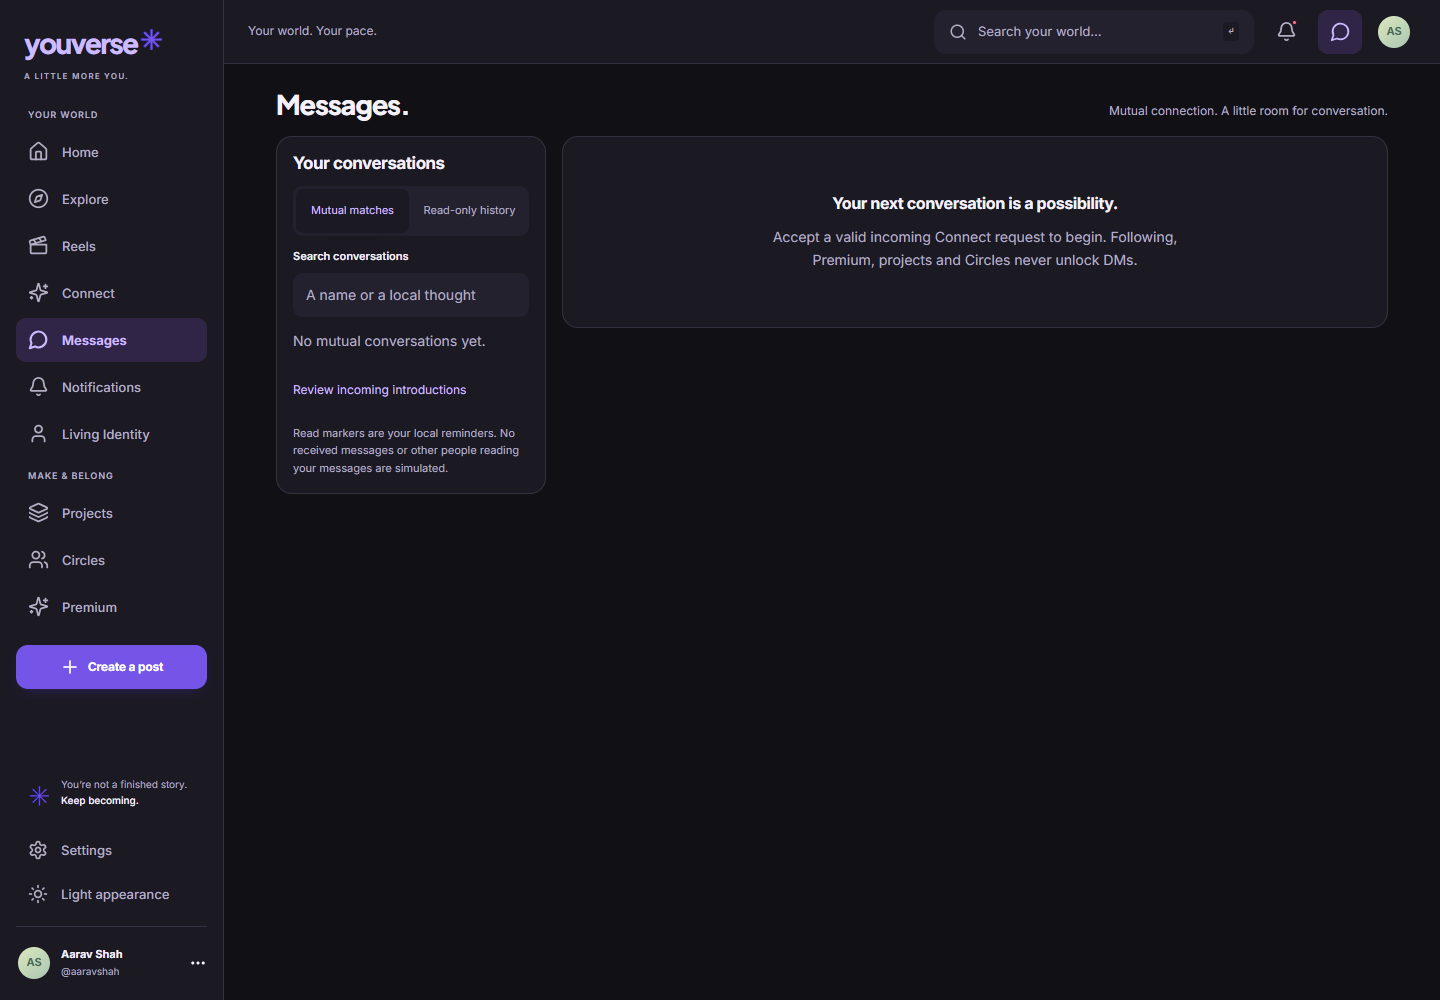 youverse
A LITTLE MORE YOU.
YOUR WORLD
Home
Explore
Reels
Connect
Messages
Notifications
Living Identity
MAKE & BELONG
Projects
Circles
Premium
Create a post
You're not a finished story.
Keep becoming.
Settings
Light appearance
AS
Aarav Shah
@aaravshah
Your world. Your pace.
Search your world...
AS
Messages.
Mutual connection. A little room for conversation.
Your conversations
Mutual matches
Read-only history
Search conversations
A name or a local thought
No mutual conversations yet.
Review incoming introductions
Read markers are your local reminders. No
received messages or other people reading
your messages are simulated.
Your next conversation is a possibility.
Accept a valid incoming Connect request to begin. Following,
Premium, projects and Circles never unlock DMs.